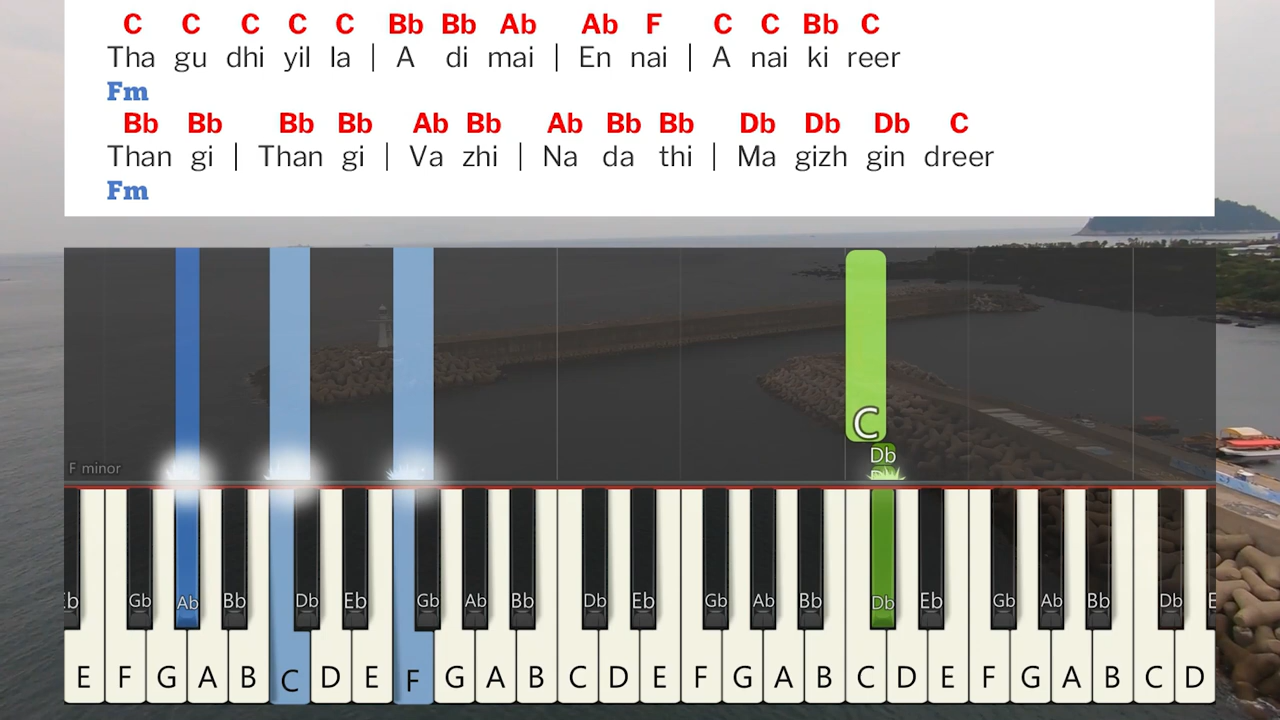 C C C C C Bb Bb Ab Ab F C C Bb C
Tha gu dhi yil la | A di mai | En nai | A nai ki reer
Fm
Bb Bb Bb Bb Ab Bb Ab Bb Bb Db Db Db C
Than gi | Than gi | Va zhi | Na da thi | Ma gizh gin dreer
Fm
C
Db
F minor
Gb Ab Bb Db Eb Gb Ab Bb Db Eb Gb Ab Bb Db Eb Gb Ab Bb Db
E F G A B C D E F G A B C D E F G A B C D E F G A B C D